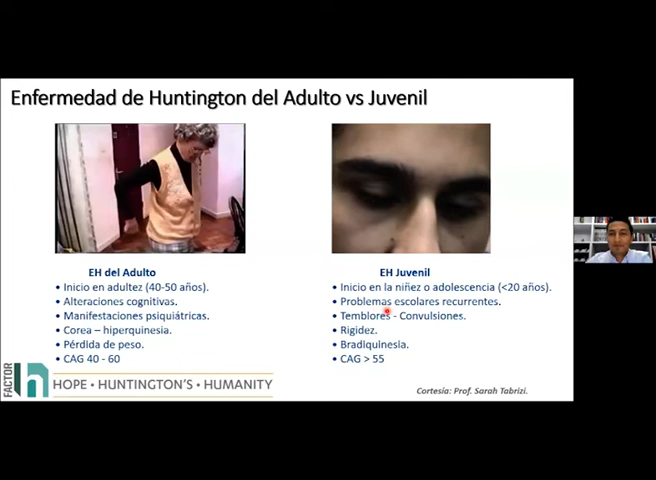 Enfermedad de Huntington del Adulto vs Juvenil
EH del Adulto
• Inicio en adultez (40-50 años).
• Alteraciones cognitivas.
• Manifestaciones psiquiátricas.
• Corea – hiperquinesia.
• Pérdida de peso.
• CAG 40 - 60
EH Juvenil
• Inicio en la niñez o adolescencia (<20 años).
• Problemas escolares recurrentes.
• Temblores - Convulsiones.
• Rigidez.
• Bradiquinesia.
• CAG > 55
FACTOR
h
HOPE • HUNTINGTON'S • HUMANITY
Cortesía: Prof. Sarah Tabrizi.